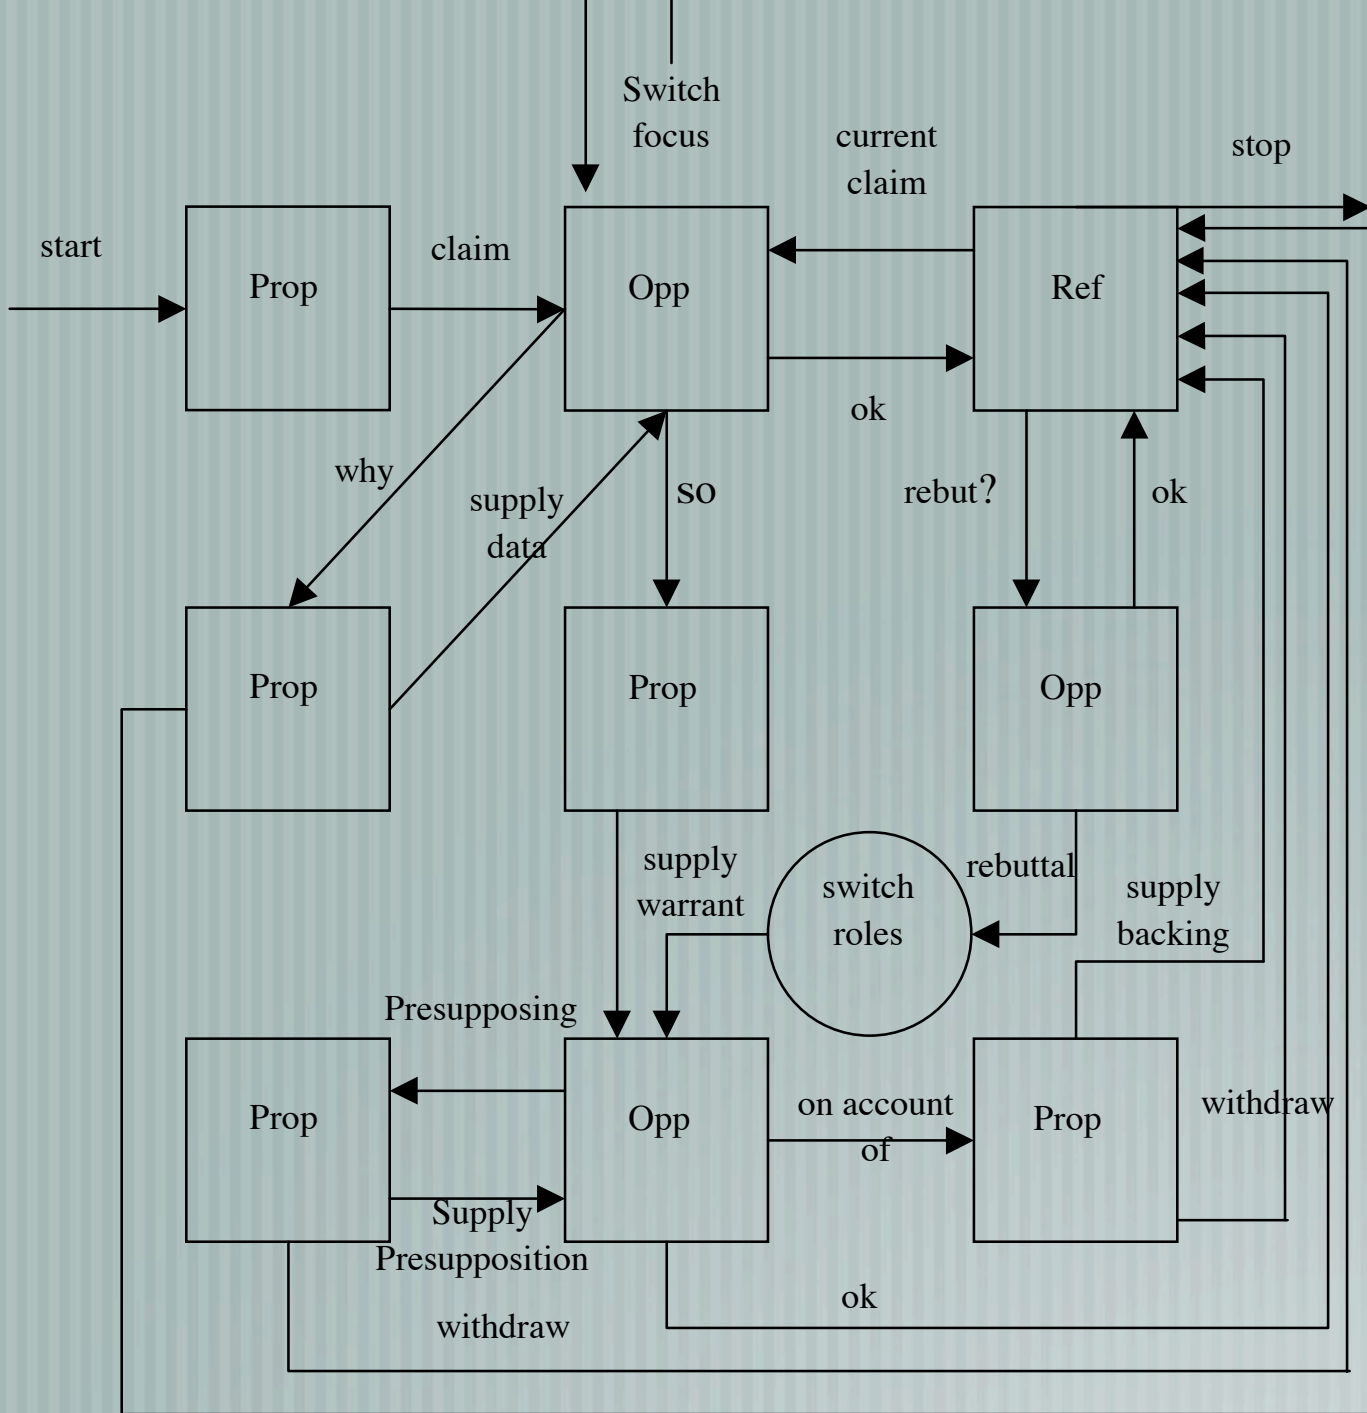 Switch
focus
current
claim
stop
start
claim
Prop
Opp
Ref
ok
why
supply
data
so
rebut?
ok
Prop
Prop
Opp
supply
warrant
switch
roles
rebuttal
supply
backing
Presupposing
Prop
Opp
on account
of
Prop
withdraw
Supply
Presupposition
ok
withdraw